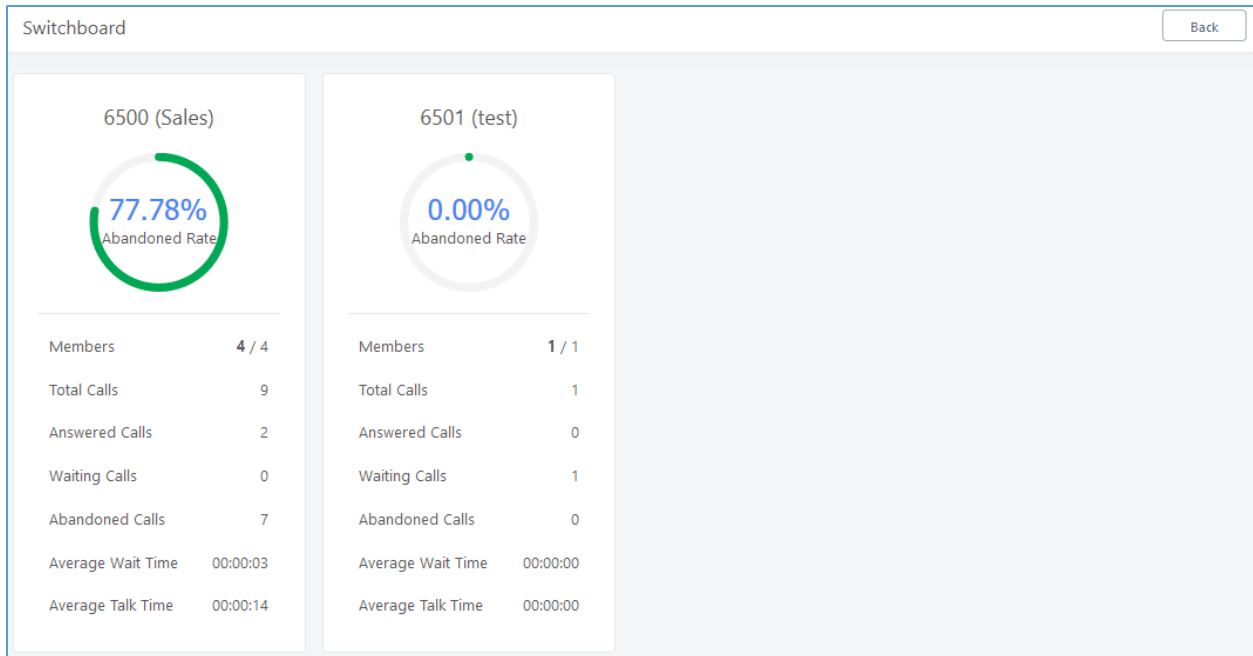 Switchboard
Back
6500 (Sales)
77.78%
Abandoned Rate
Members 4 / 4
Total Calls 9
Answered Calls 2
Waiting Calls 0
Abandoned Calls 7
Average Wait Time 00:00:03
Average Talk Time 00:00:14
6501 (test)
0.00%
Abandoned Rate
Members 1 / 1
Total Calls 1
Answered Calls 0
Waiting Calls 1
Abandoned Calls 0
Average Wait Time 00:00:00
Average Talk Time 00:00:00